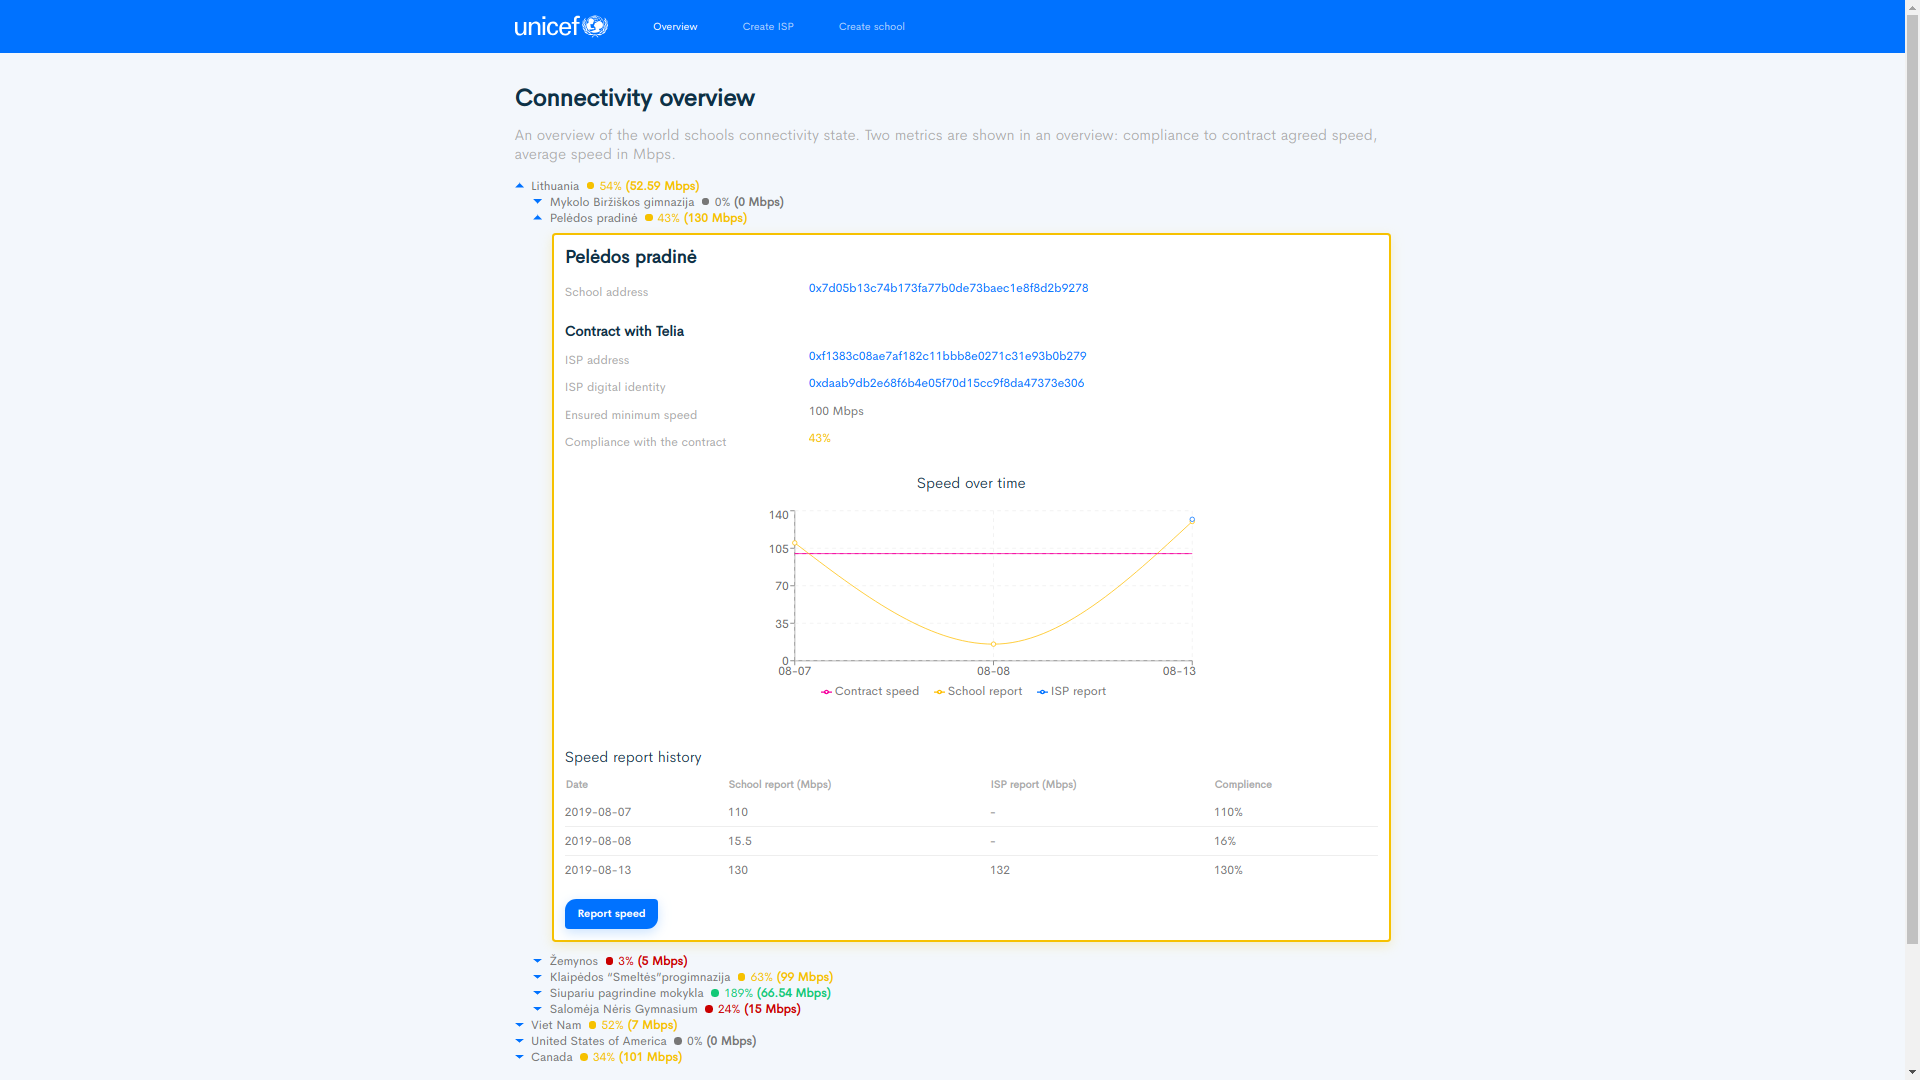 unicef Overview Create ISP Create school
Connectivity overview
An overview of the world schools connectivity state. Two metrics are shown in an overview: compliance to contract agreed speed,
average speed in Mbps.
Lithuania 54% (52.59 Mbps)
Mykolo Biržiškos gimnazija 0% (0 Mbps)
Pelėdos pradinė 43% (130 Mbps)
Pelėdos pradinė
School address 0x7d05b13c74b173fa77b0de73baec1e8f8d2b9278
Contract with Telia
ISP address 0xf1383c08ae7af182c11bbb8e0271c31e93b0b279
ISP digital identity 0xdaab9db2e68f6b4e05f70d15cc9f8da47373e306
Ensured minimum speed 100 Mbps
Compliance with the contract 43%
Speed over time
140
105
70
35
0
08-07 08-08 08-13
Contract speed School report ISP report
Speed report history
Date School report (Mbps) ISP report (Mbps) Complience
2019-08-07 110 - 110%
2019-08-08 15.5 - 16%
2019-08-13 130 132 130%
Report speed
Žemynos 3% (5 Mbps)
Klaipėdos “Smeltės”progimnazija 63% (99 Mbps)
Siupariu pagrindine mokykla 189% (66.54 Mbps)
Salomėja Nėris Gymnasium 24% (15 Mbps)
Viet Nam 52% (7 Mbps)
United States of America 0% (0 Mbps)
Canada 34% (101 Mbps)